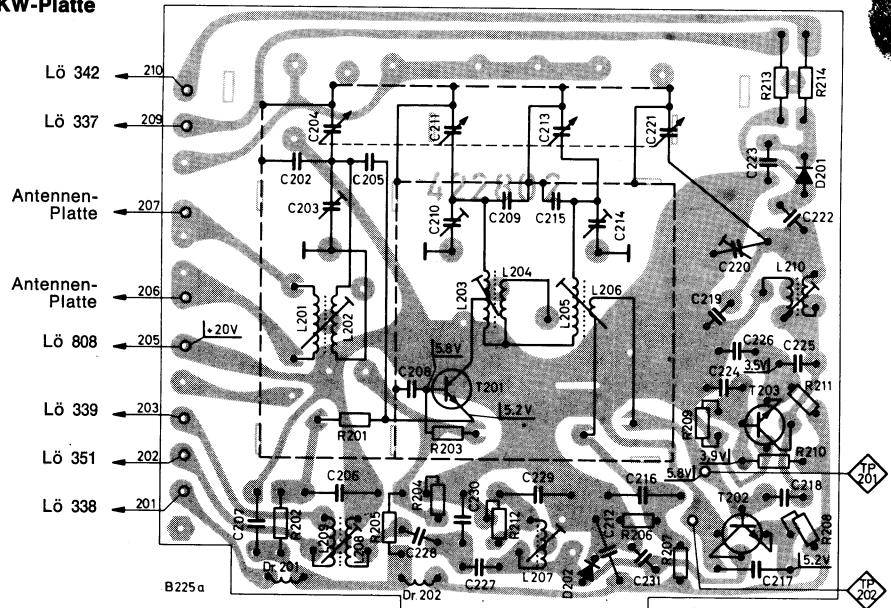 KW-Platte
Lö 342
210
Lö 337
209
Antennen-
Platte
207
Antennen-
Platte
206
Lö 808
205
+20V
Lö 339
203
Lö 351
202
Lö 338
201
R213
R214
C204
C211
C213
C221
C223
D201
C202
C205
C203
C210
C209
C215
C214
C222
C220
L201
L202
L203
L204
L205
L206
L210
C219
C226
3.5V
C225
C224
T203
R211
R209
R210
3.9V
5.8V
C208
5.8V
T201
5.2V
R201
R203
TP
201
C206
R204
C230
C229
C216
C218
T202
C207
R202
L209
L208
R205
C228
R212
C212
R206
R207
R208
5.2V
L207
D202
C231
C217
C227
Dr.201
Dr.202
B225a
TP
202